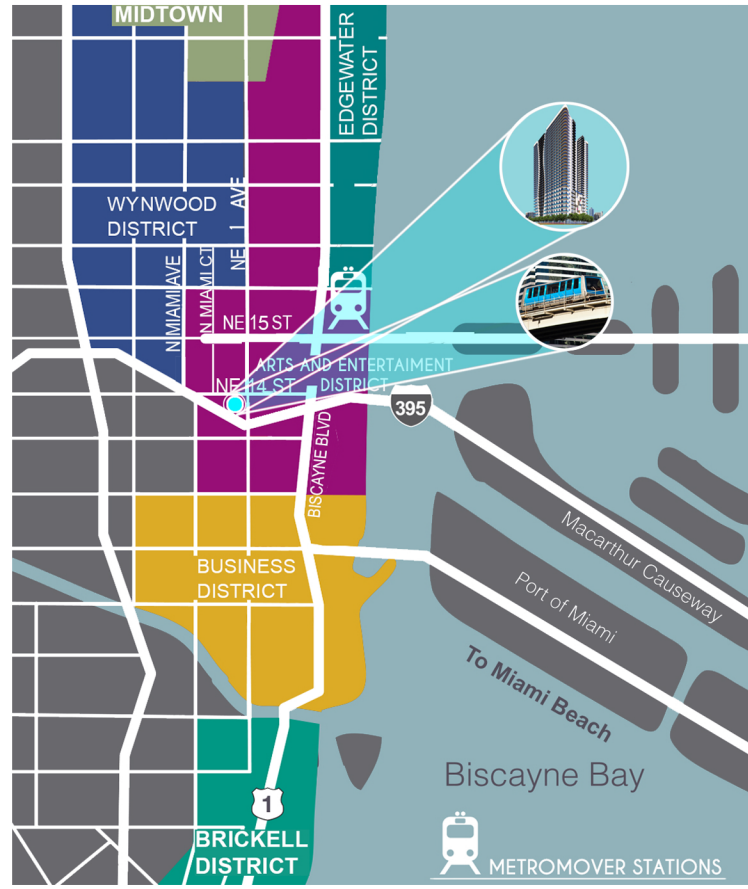 MIDTOWN
EDGEWATER
DISTRICT
WYNWOOD
DISTRICT
NE 1 AVE
N MIAMI AVE
N MIAMI CT
NE 15 ST
ARTS AND ENTERTAIMENT
DISTRICT
NE 14 ST
395
BISCAYNE BLVD
Macarthur Causeway
BUSINESS
DISTRICT
Port of Miami
To Miami Beach
Biscayne Bay
1
BRICKELL
DISTRICT
METROMOVER STATIONS